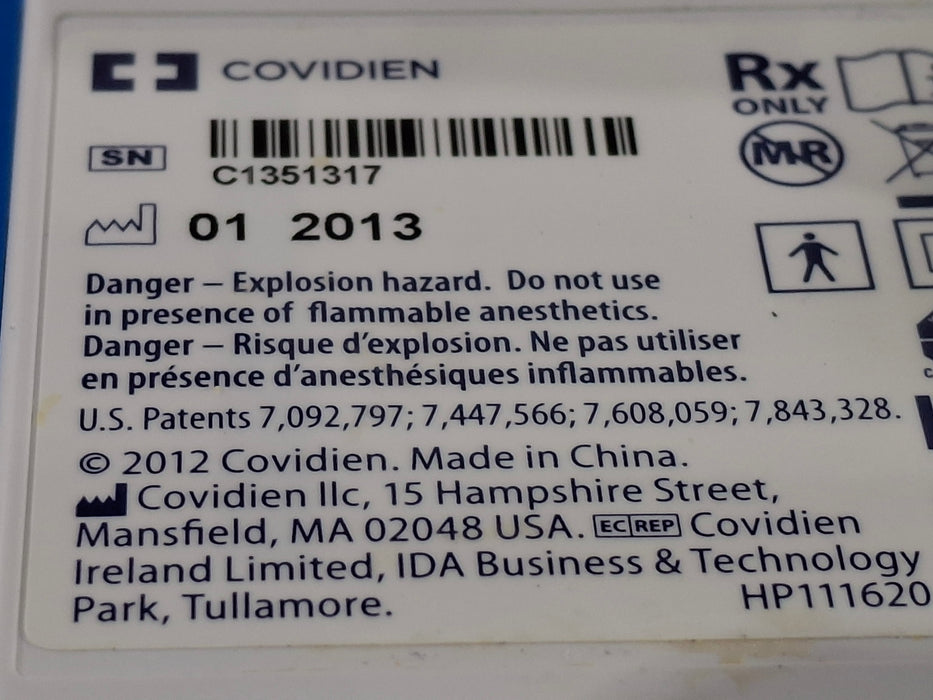 COVIDIEN
Rx
ONLY
SN
C1351317
MR
01 2013
Danger – Explosion hazard. Do not use
in presence of flammable anesthetics.
Danger – Risque d'explosion. Ne pas utiliser
en présence d'anesthésiques inflammables.
U.S. Patents 7,092,797; 7,447,566; 7,608,059; 7,843,328.
© 2012 Covidien. Made in China.
Covidien llc, 15 Hampshire Street,
Mansfield, MA 02048 USA. EC REP Covidien
Ireland Limited, IDA Business & Technology
Park, Tullamore.
HP111620